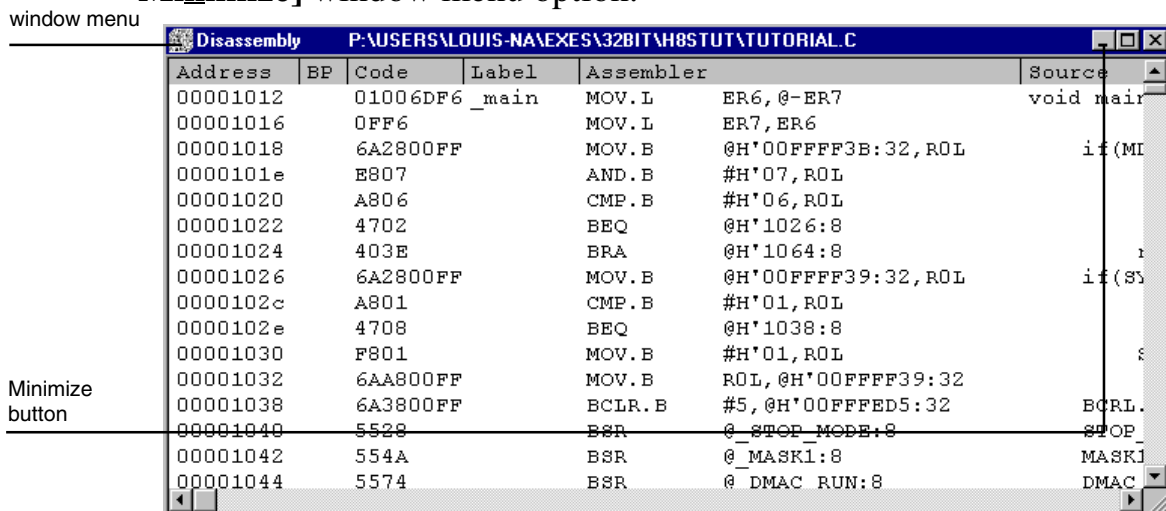 window menu
Disassembly P:\USERS\LOUIS-NA\EXES\32BIT\H8STUT\TUTORIAL.C
Address BP Code Label Assembler Source
00001012 01006DF6 _main MOV.L ER6,@-ER7 void main
00001016 0FF6 MOV.L ER7,ER6
00001018 6A2800FF MOV.B @H'00FFFF3B:32,R0L if(MD
0000101e E807 AND.B #H'07,R0L
00001020 A806 CMP.B #H'06,R0L
00001022 4702 BEQ @H'1026:8
00001024 403E BRA @H'1064:8
00001026 6A2800FF MOV.B @H'00FFFF39:32,R0L if(SY
0000102c A801 CMP.B #H'01,R0L
0000102e 4708 BEQ @H'1038:8
00001030 F801 MOV.B #H'01,R0L
00001032 6AA800FF MOV.B R0L,@H'00FFFF39:32
Minimize
button
00001038 6A3800FF BCLR.B #5,@H'00FFFED5:32 BCRL.
00001040 5528 BSR @_STOP_MODE:8 STOP_
00001042 554A BSR @_MASK1:8 MASK1
00001044 5574 BSR @_DMAC_RUN:8 DMAC_